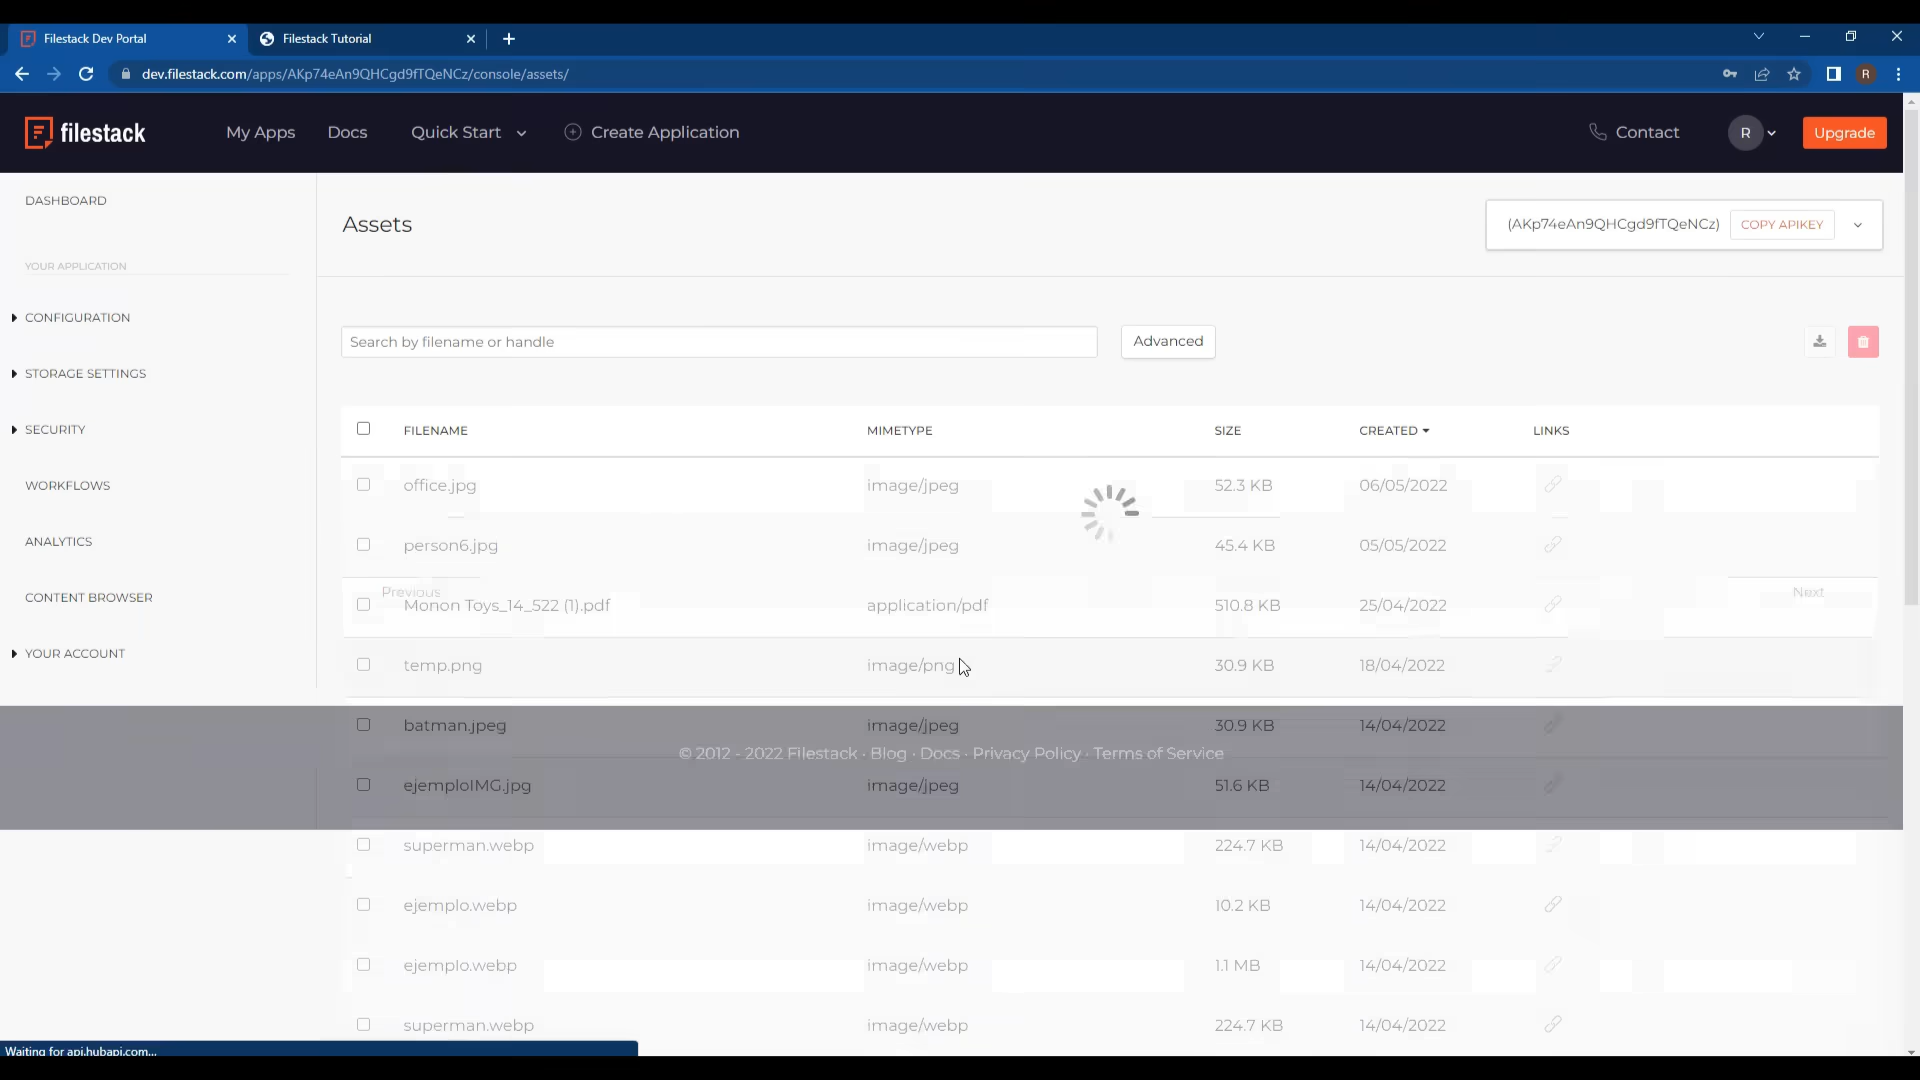 Filestack Dev Portal
Filestack Tutorial
dev.filestack.com/apps/AKp74eAn9QHCgd9fTQeNCz/console/assets/
R
filestack
My Apps
Docs
Quick Start
Create Application
Contact
R
Upgrade
DASHBOARD
YOUR APPLICATION
CONFIGURATION
STORAGE SETTINGS
SECURITY
WORKFLOWS
ANALYTICS
CONTENT BROWSER
YOUR ACCOUNT
Assets
(AKp74eAn9QHCgd9fTQeNCz) COPY APIKEY
Search by filename or handle
Advanced
FILENAME MIMETYPE SIZE CREATED LINKS
office.jpg image/jpeg 52.3 KB 06/05/2022
person6.jpg image/jpeg 45.4 KB 05/05/2022
Previous Next
Monon Toys_14_522 (1).pdf application/pdf 510.8 KB 25/04/2022
temp.png image/png 30.9 KB 18/04/2022
batman.jpeg image/jpeg 30.9 KB 14/04/2022
© 2012 - 2022 Filestack · Blog · Docs · Privacy Policy · Terms of Service
ejemploIMG.jpg image/jpeg 51.6 KB 14/04/2022
superman.webp image/webp 224.7 KB 14/04/2022
ejemplo.webp image/webp 10.2 KB 14/04/2022
ejemplo.webp image/webp 1.1 MB 14/04/2022
superman.webp image/webp 224.7 KB 14/04/2022
Waiting for api.hubapi.com...